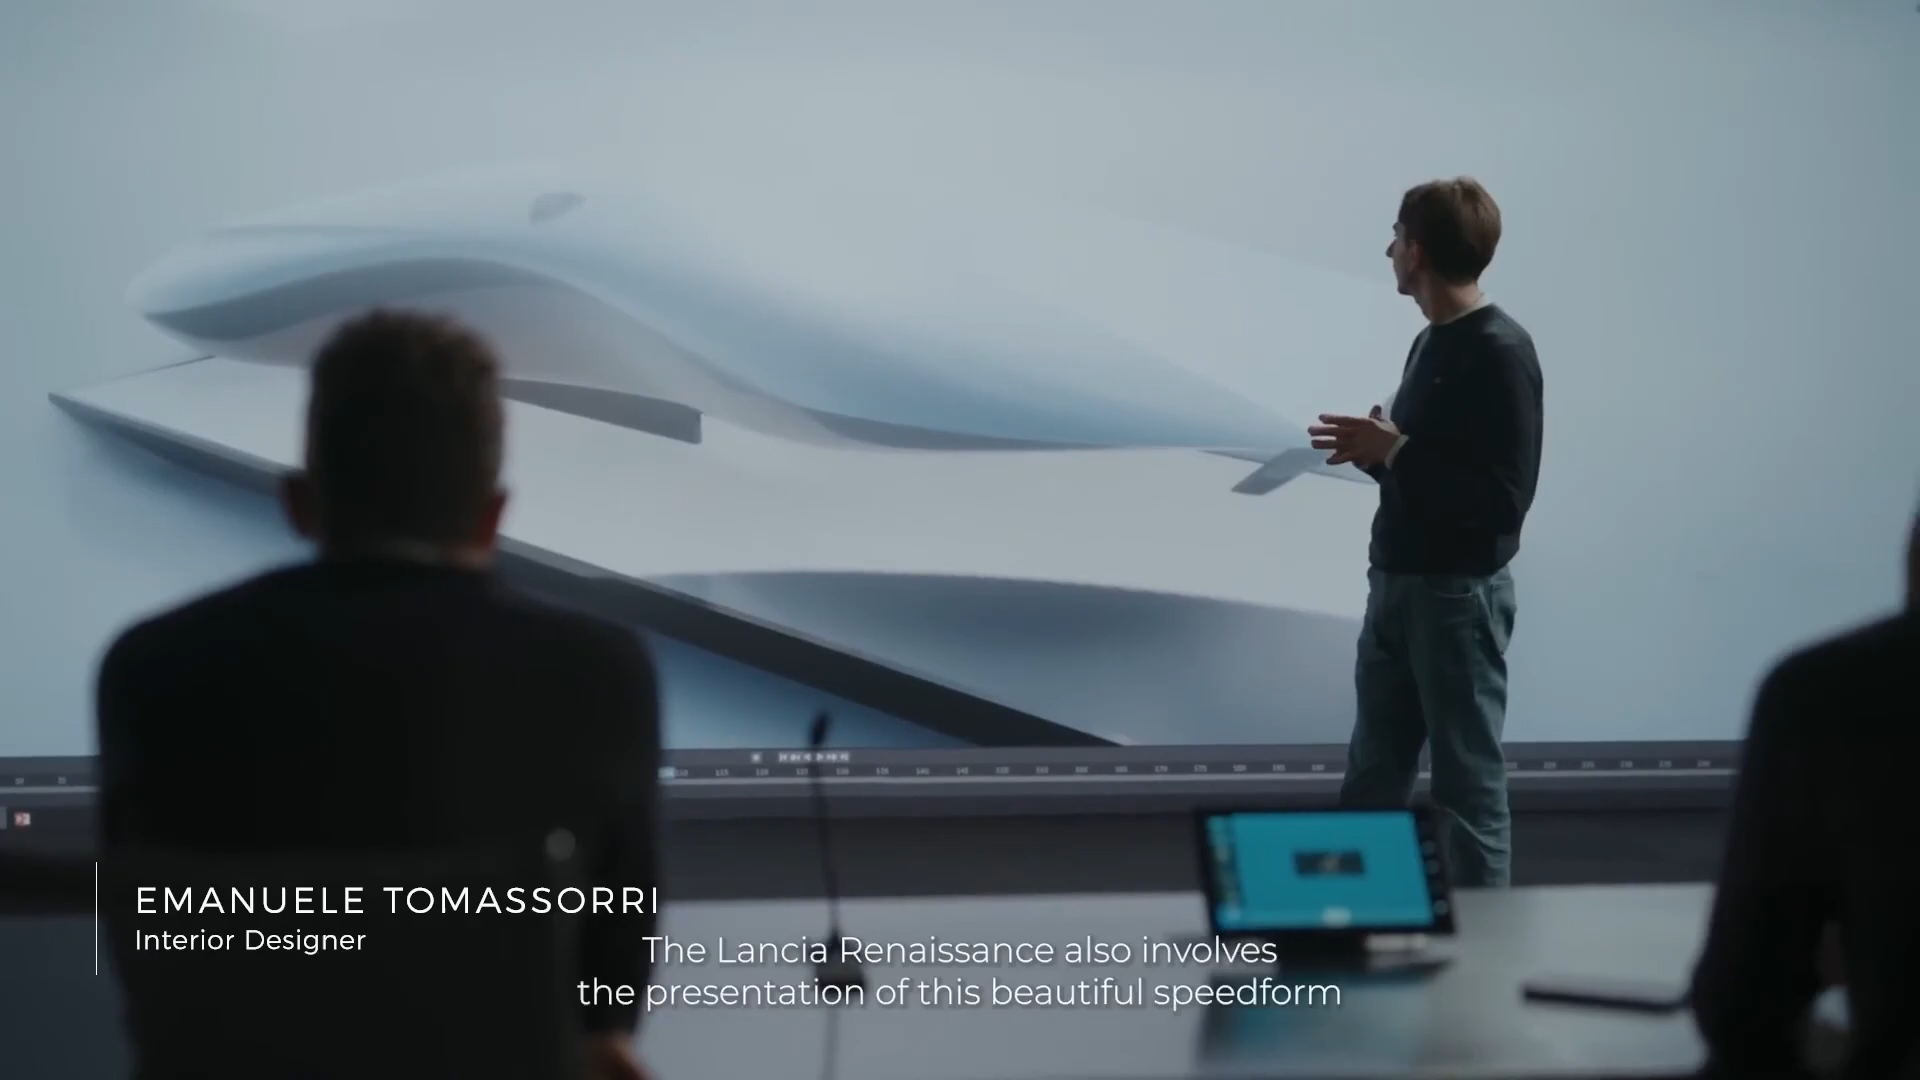 EMANUELE TOMASSORRI
Interior Designer
The Lancia Renaissance also involves
the presentation of this beautiful speedform